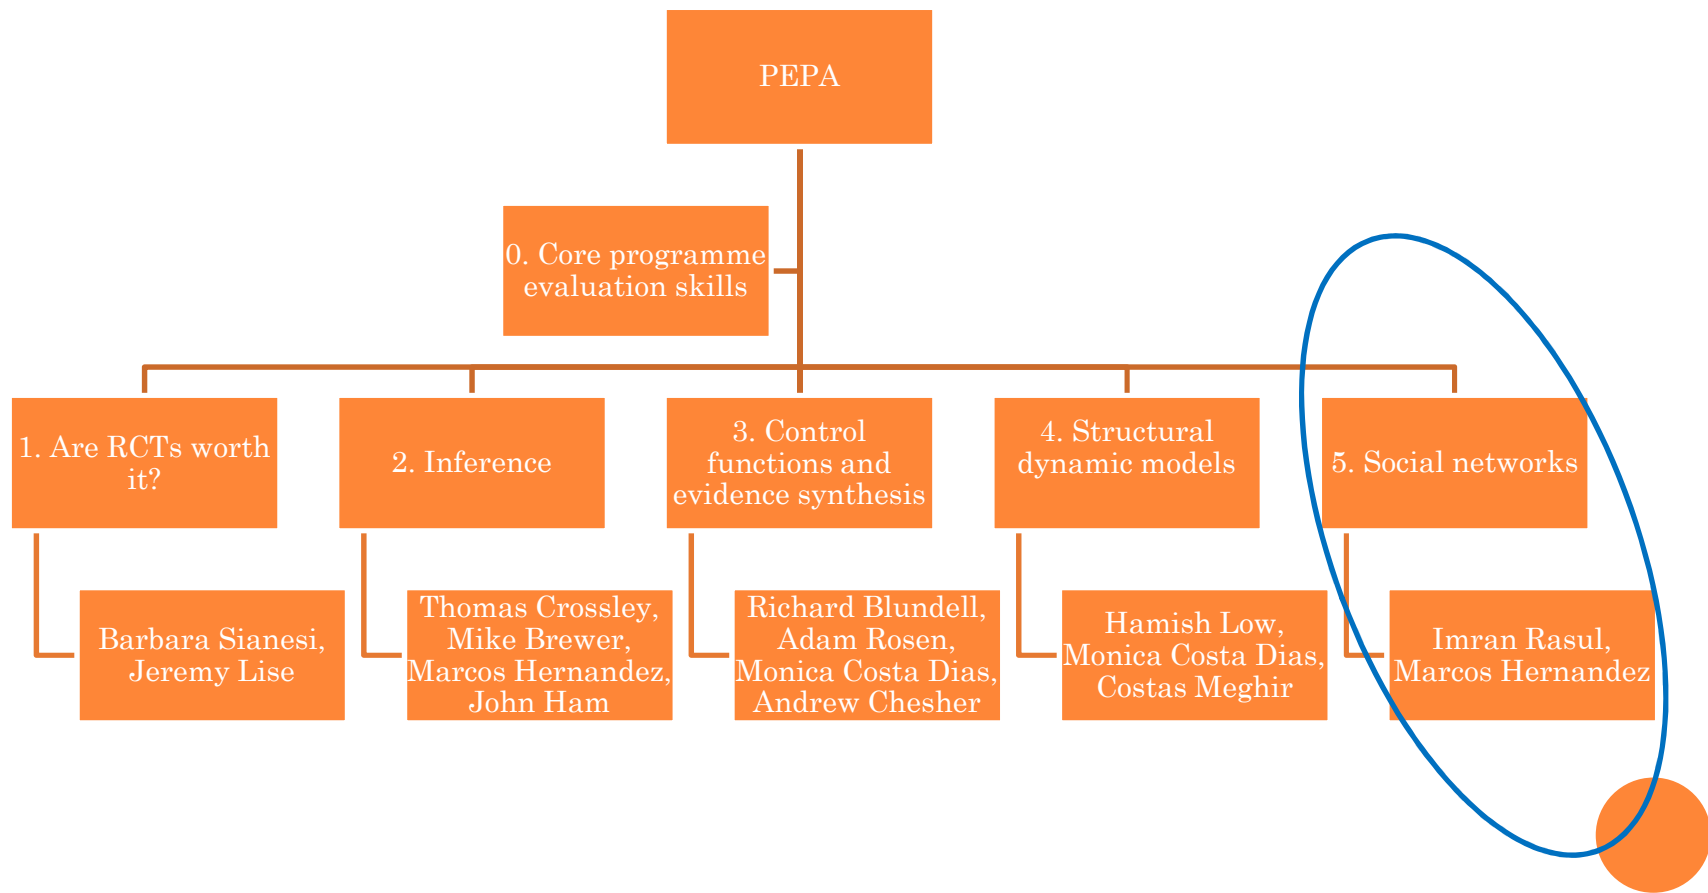 PEPA
0. Core programme
evaluation skills
1. Are RCTs worth
it?
2. Inference
3. Control
functions and
evidence synthesis
4. Structural
dynamic models
5. Social networks
Barbara Sianesi,
Jeremy Lise
Thomas Crossley,
Mike Brewer,
Marcos Hernandez,
John Ham
Richard Blundell,
Adam Rosen,
Monica Costa Dias,
Andrew Chesher
Hamish Low,
Monica Costa Dias,
Costas Meghir
Imran Rasul,
Marcos Hernandez